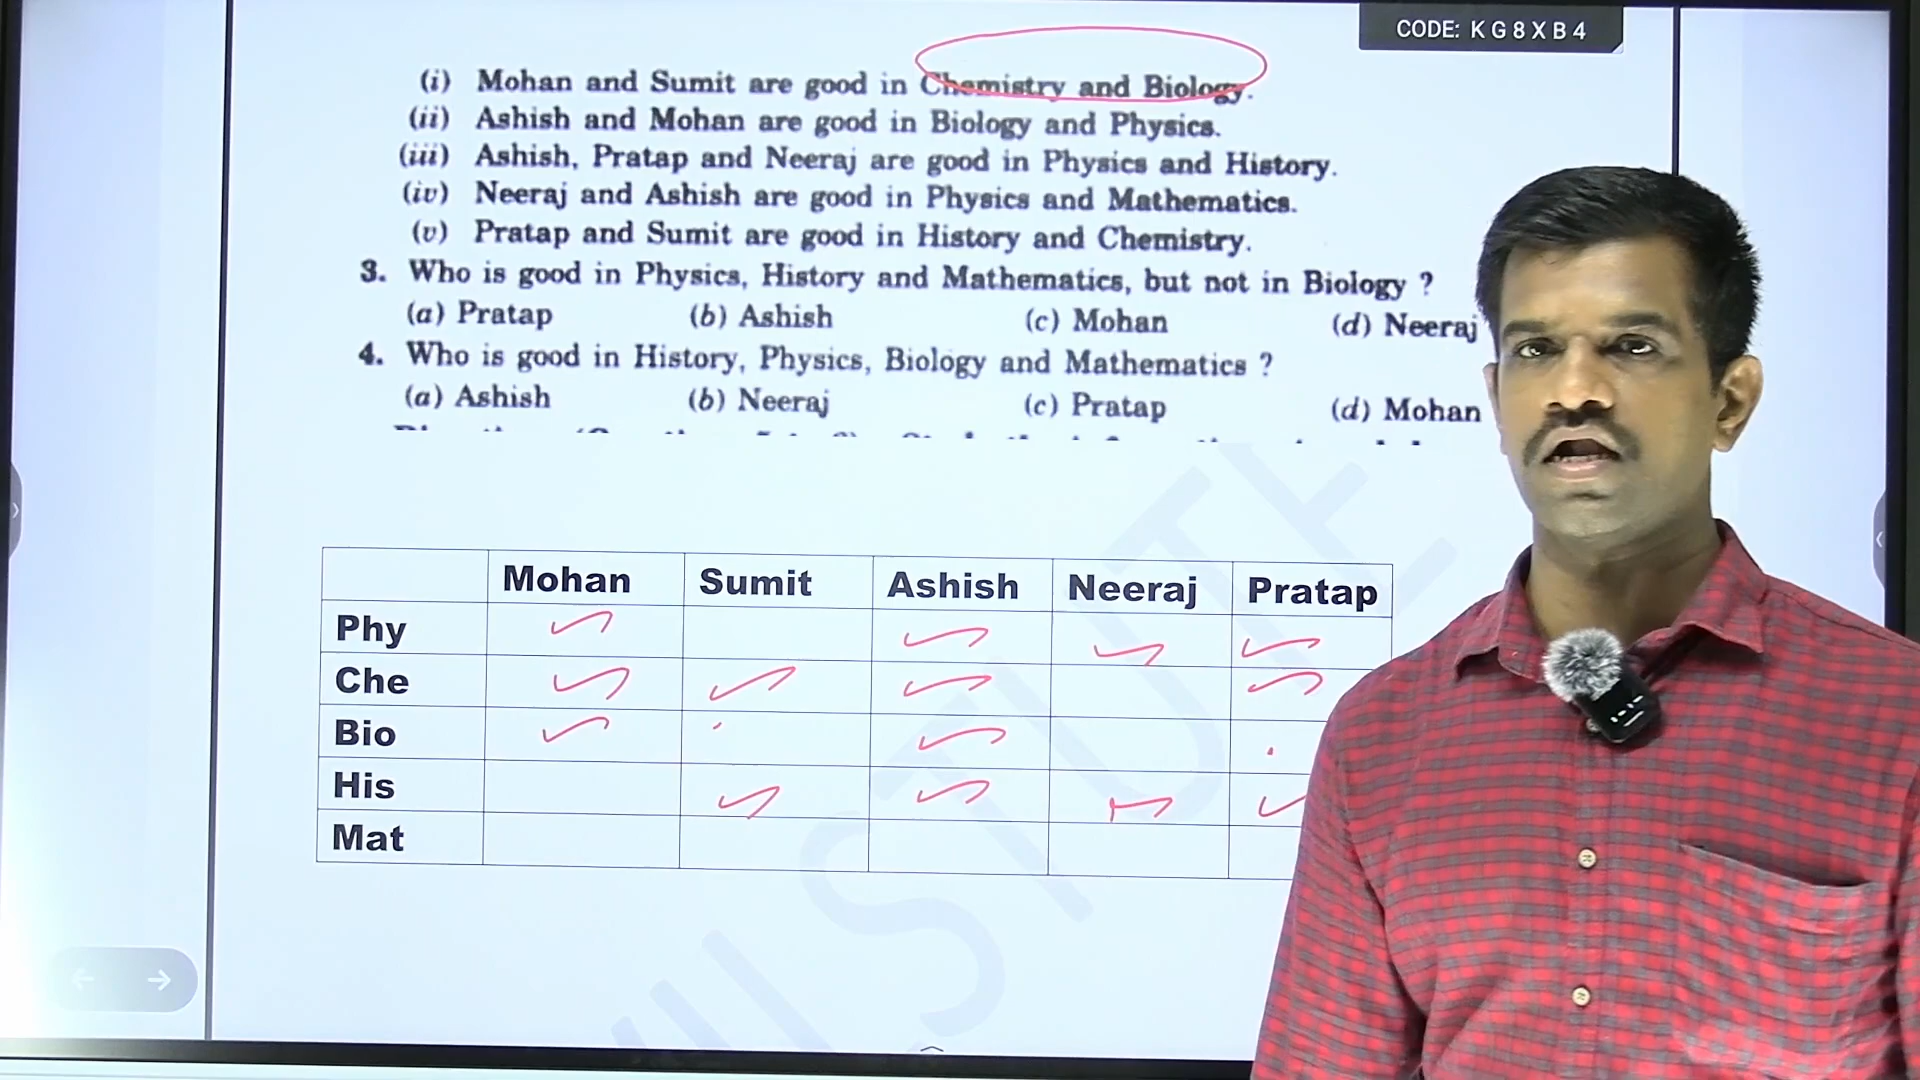 CODE: K G 8 X B 4
(i) Mohan and Sumit are good in Chemistry and Biology.
(ii) Ashish and Mohan are good in Biology and Physics.
(iii) Ashish, Pratap and Neeraj are good in Physics and History.
(iv) Neeraj and Ashish are good in Physics and Mathematics.
(v) Pratap and Sumit are good in History and Chemistry.
3. Who is good in Physics, History and Mathematics, but not in Biology ?
(a) Pratap (b) Ashish (c) Mohan (d) Neeraj
4. Who is good in History, Physics, Biology and Mathematics ?
(a) Ashish (b) Neeraj (c) Pratap (d) Mohan
Mohan Sumit Ashish Neeraj Pratap
Phy
Che
Bio
His
Mat